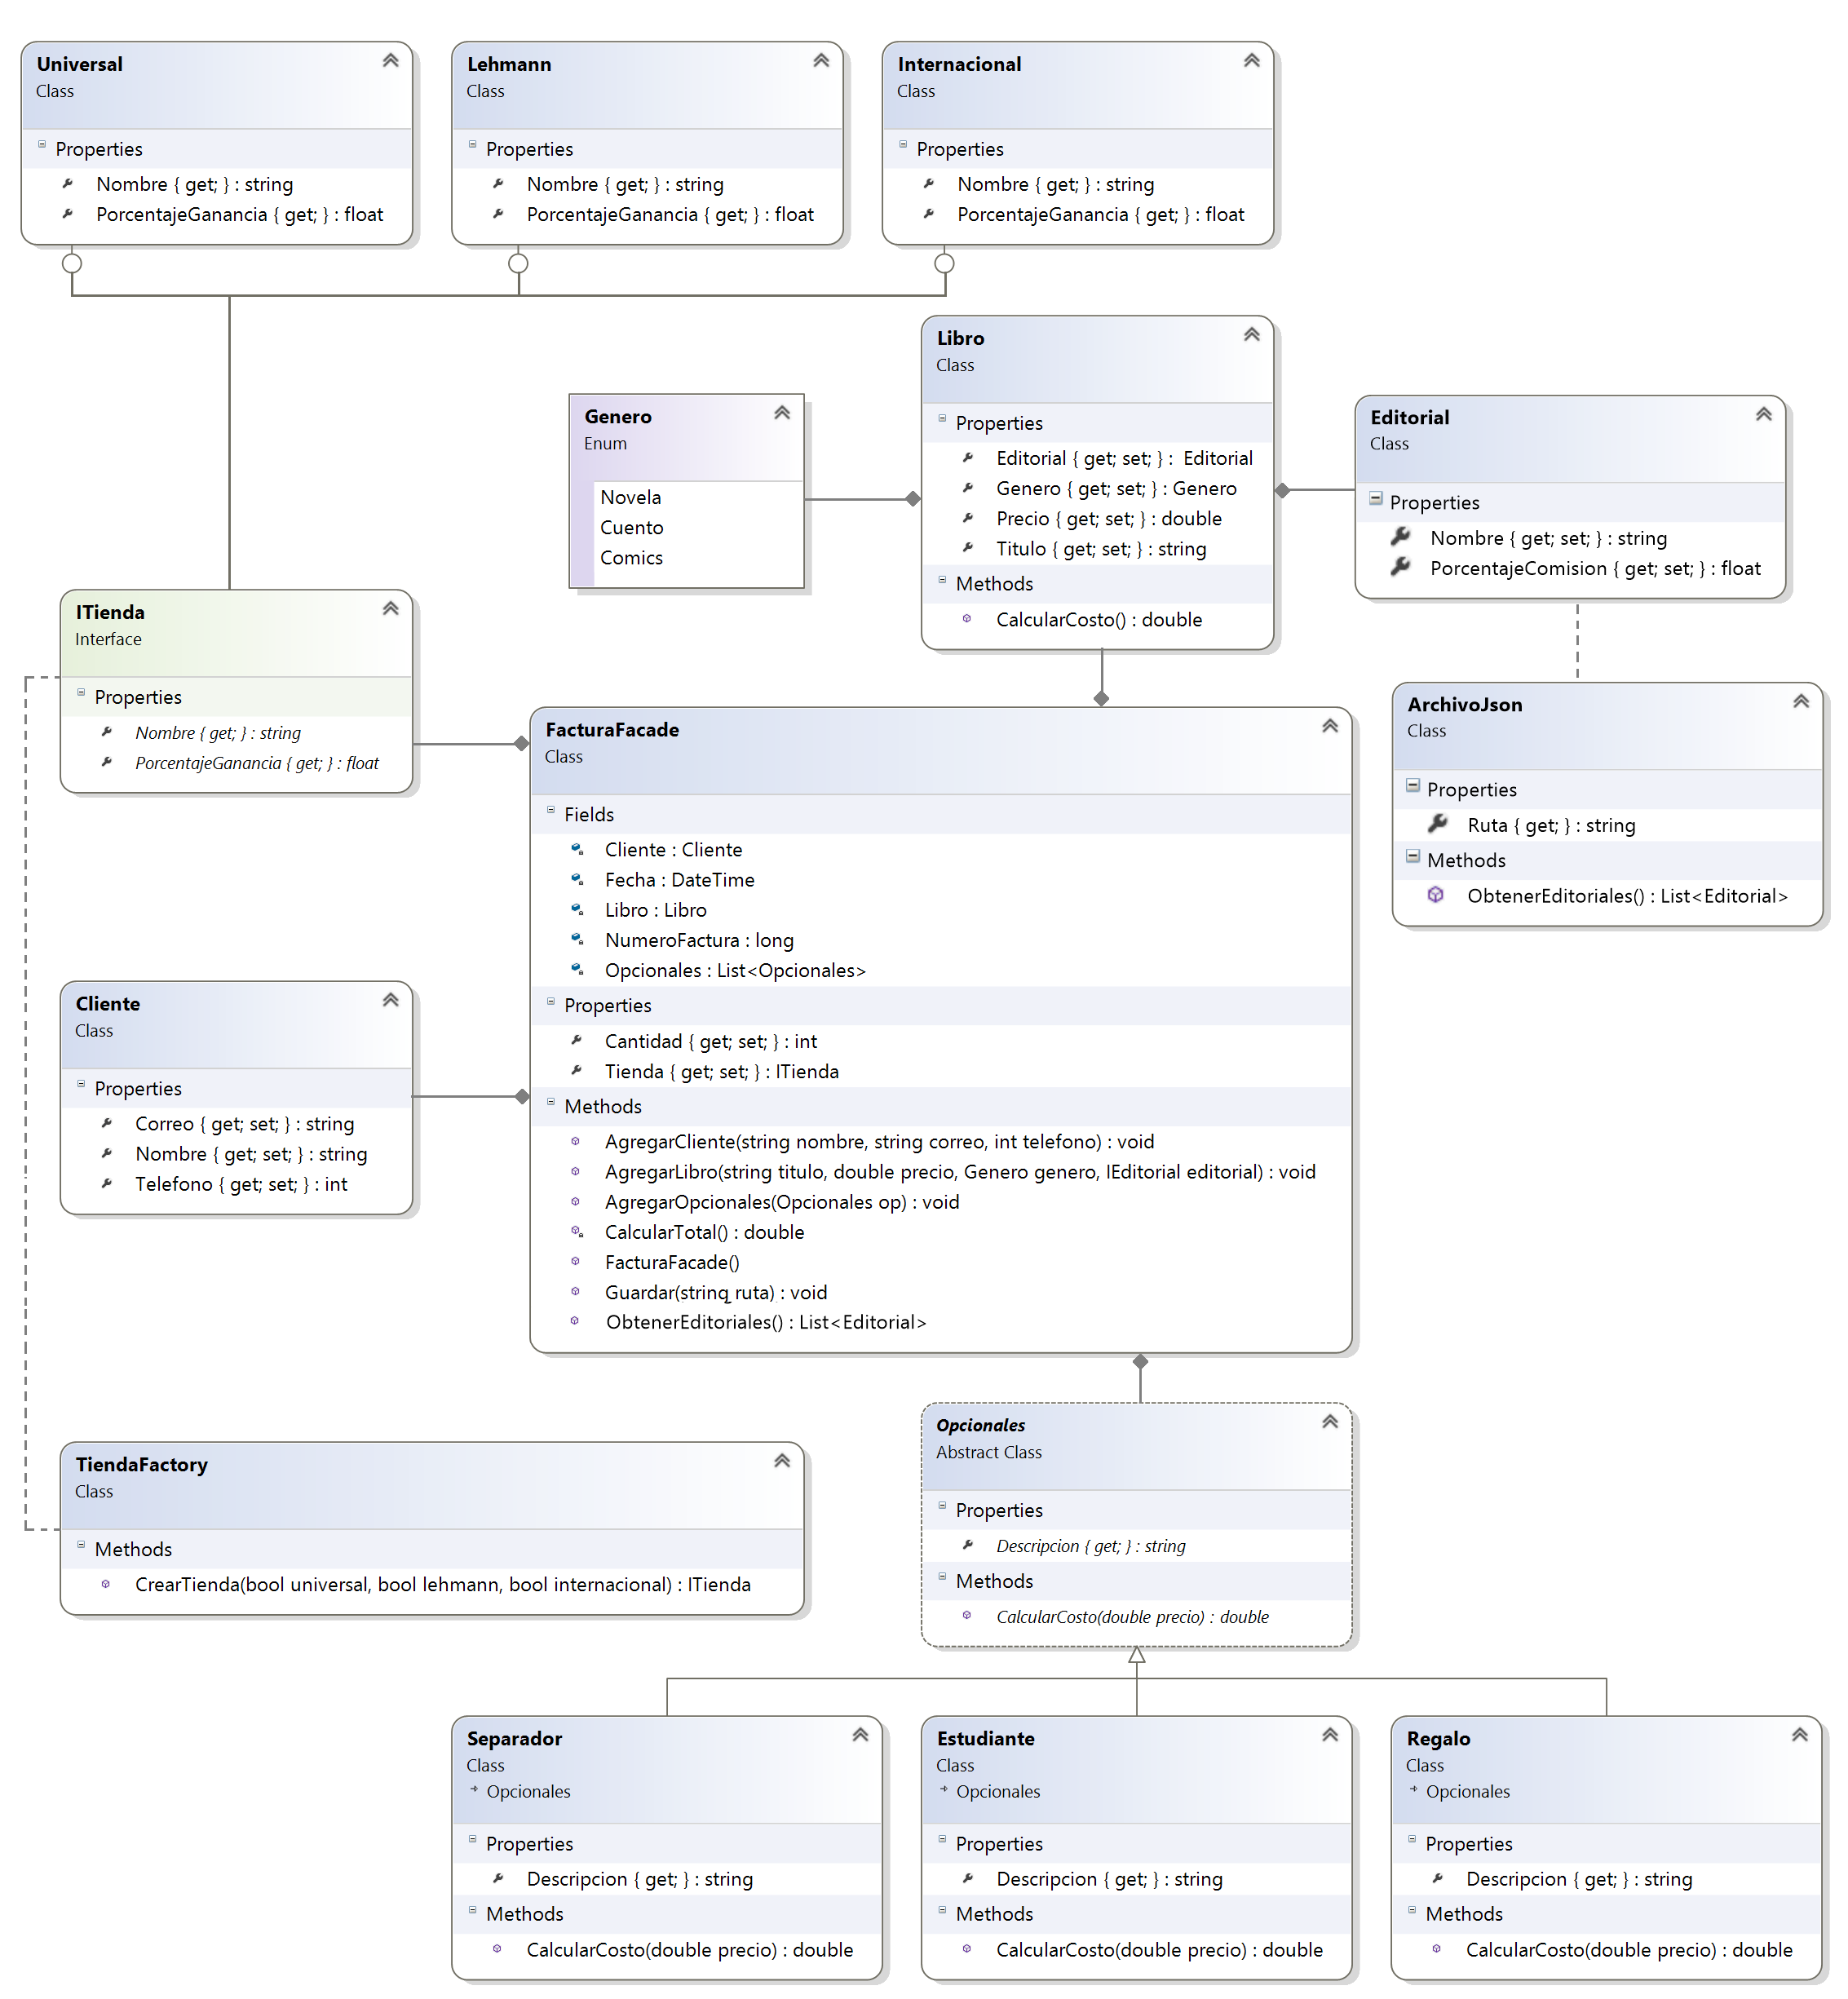 Universal
Class
Properties
Nombre { get; } : string
PorcentajeGanancia { get; } : float
Lehmann
Class
Properties
Nombre { get; } : string
PorcentajeGanancia { get; } : float
Internacional
Class
Properties
Nombre { get; } : string
PorcentajeGanancia { get; } : float
Libro
Class
Properties
Editorial { get; set; } : Editorial
Genero { get; set; } : Genero
Precio { get; set; } : double
Titulo { get; set; } : string
Methods
CalcularCosto() : double
Genero
Enum
Novela
Cuento
Comics
Editorial
Class
Properties
Nombre { get; set; } : string
PorcentajeComision { get; set; } : float
ITienda
Interface
Properties
Nombre { get; } : string
PorcentajeGanancia { get; } : float
ArchivoJson
Class
Properties
Ruta { get; } : string
Methods
ObtenerEditoriales() : List<Editorial>
FacturaFacade
Class
Fields
Cliente : Cliente
Fecha : DateTime
Libro : Libro
NumeroFactura : long
Opcionales : List<Opcionales>
Properties
Cantidad { get; set; } : int
Tienda { get; set; } : ITienda
Methods
AgregarCliente(string nombre, string correo, int telefono) : void
AgregarLibro(string titulo, double precio, Genero genero, IEditorial editorial) : void
AgregarOpcionales(Opcionales op) : void
CalcularTotal() : double
FacturaFacade()
Guardar(string ruta) : void
ObtenerEditoriales() : List<Editorial>
Cliente
Class
Properties
Correo { get; set; } : string
Nombre { get; set; } : string
Telefono { get; set; } : int
TiendaFactory
Class
Methods
CrearTienda(bool universal, bool lehmann, bool internacional) : ITienda
Opcionales
Abstract Class
Properties
Descripcion { get; } : string
Methods
CalcularCosto(double precio) : double
Separador
Class
Opcionales
Properties
Descripcion { get; } : string
Methods
CalcularCosto(double precio) : double
Estudiante
Class
Opcionales
Properties
Descripcion { get; } : string
Methods
CalcularCosto(double precio) : double
Regalo
Class
Opcionales
Properties
Descripcion { get; } : string
Methods
CalcularCosto(double precio) : double